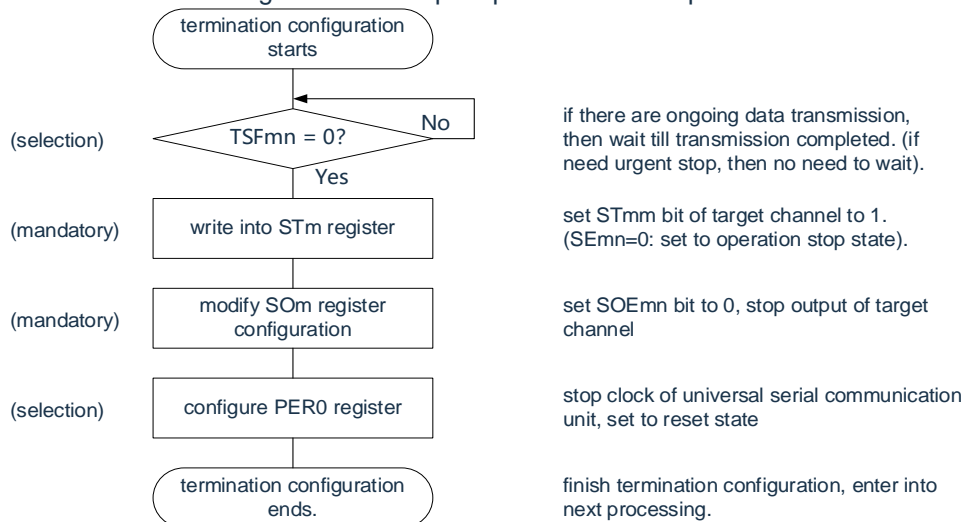 termination configuration
starts
(selection)
TSFmn = 0?
No
Yes
if there are ongoing data transmission,
then wait till transmission completed. (if
need urgent stop, then no need to wait).
(mandatory)
write into STm register
set STmm bit of target channel to 1.
(SEmn=0: set to operation stop state).
(mandatory)
modify SOm register
configuration
set SOEmn bit to 0, stop output of target
channel
(selection)
configure PER0 register
stop clock of universal serial communication
unit, set to reset state
termination configuration
ends.
finish termination configuration, enter into
next processing.